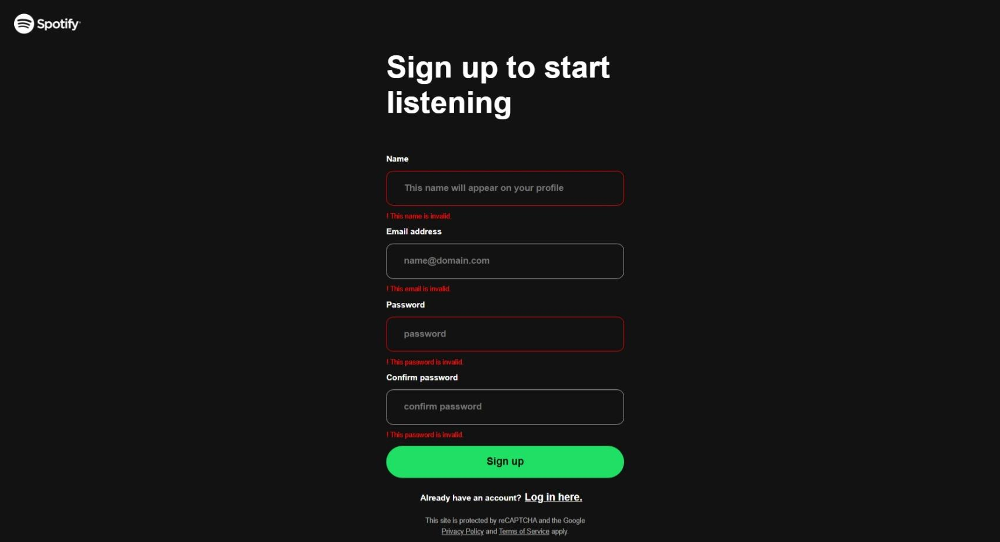 Spotify
Sign up to start
listening
Name
This name will appear on your profile
! This name is invalid.
Email address
name@domain.com
! This email is invalid.
Password
password
! This password is invalid.
Confirm password
confirm password
! This password is invalid.
Sign up
Already have an account? Log in here.
This site is protected by reCAPTCHA and the Google
Privacy Policy and Terms of Service apply.